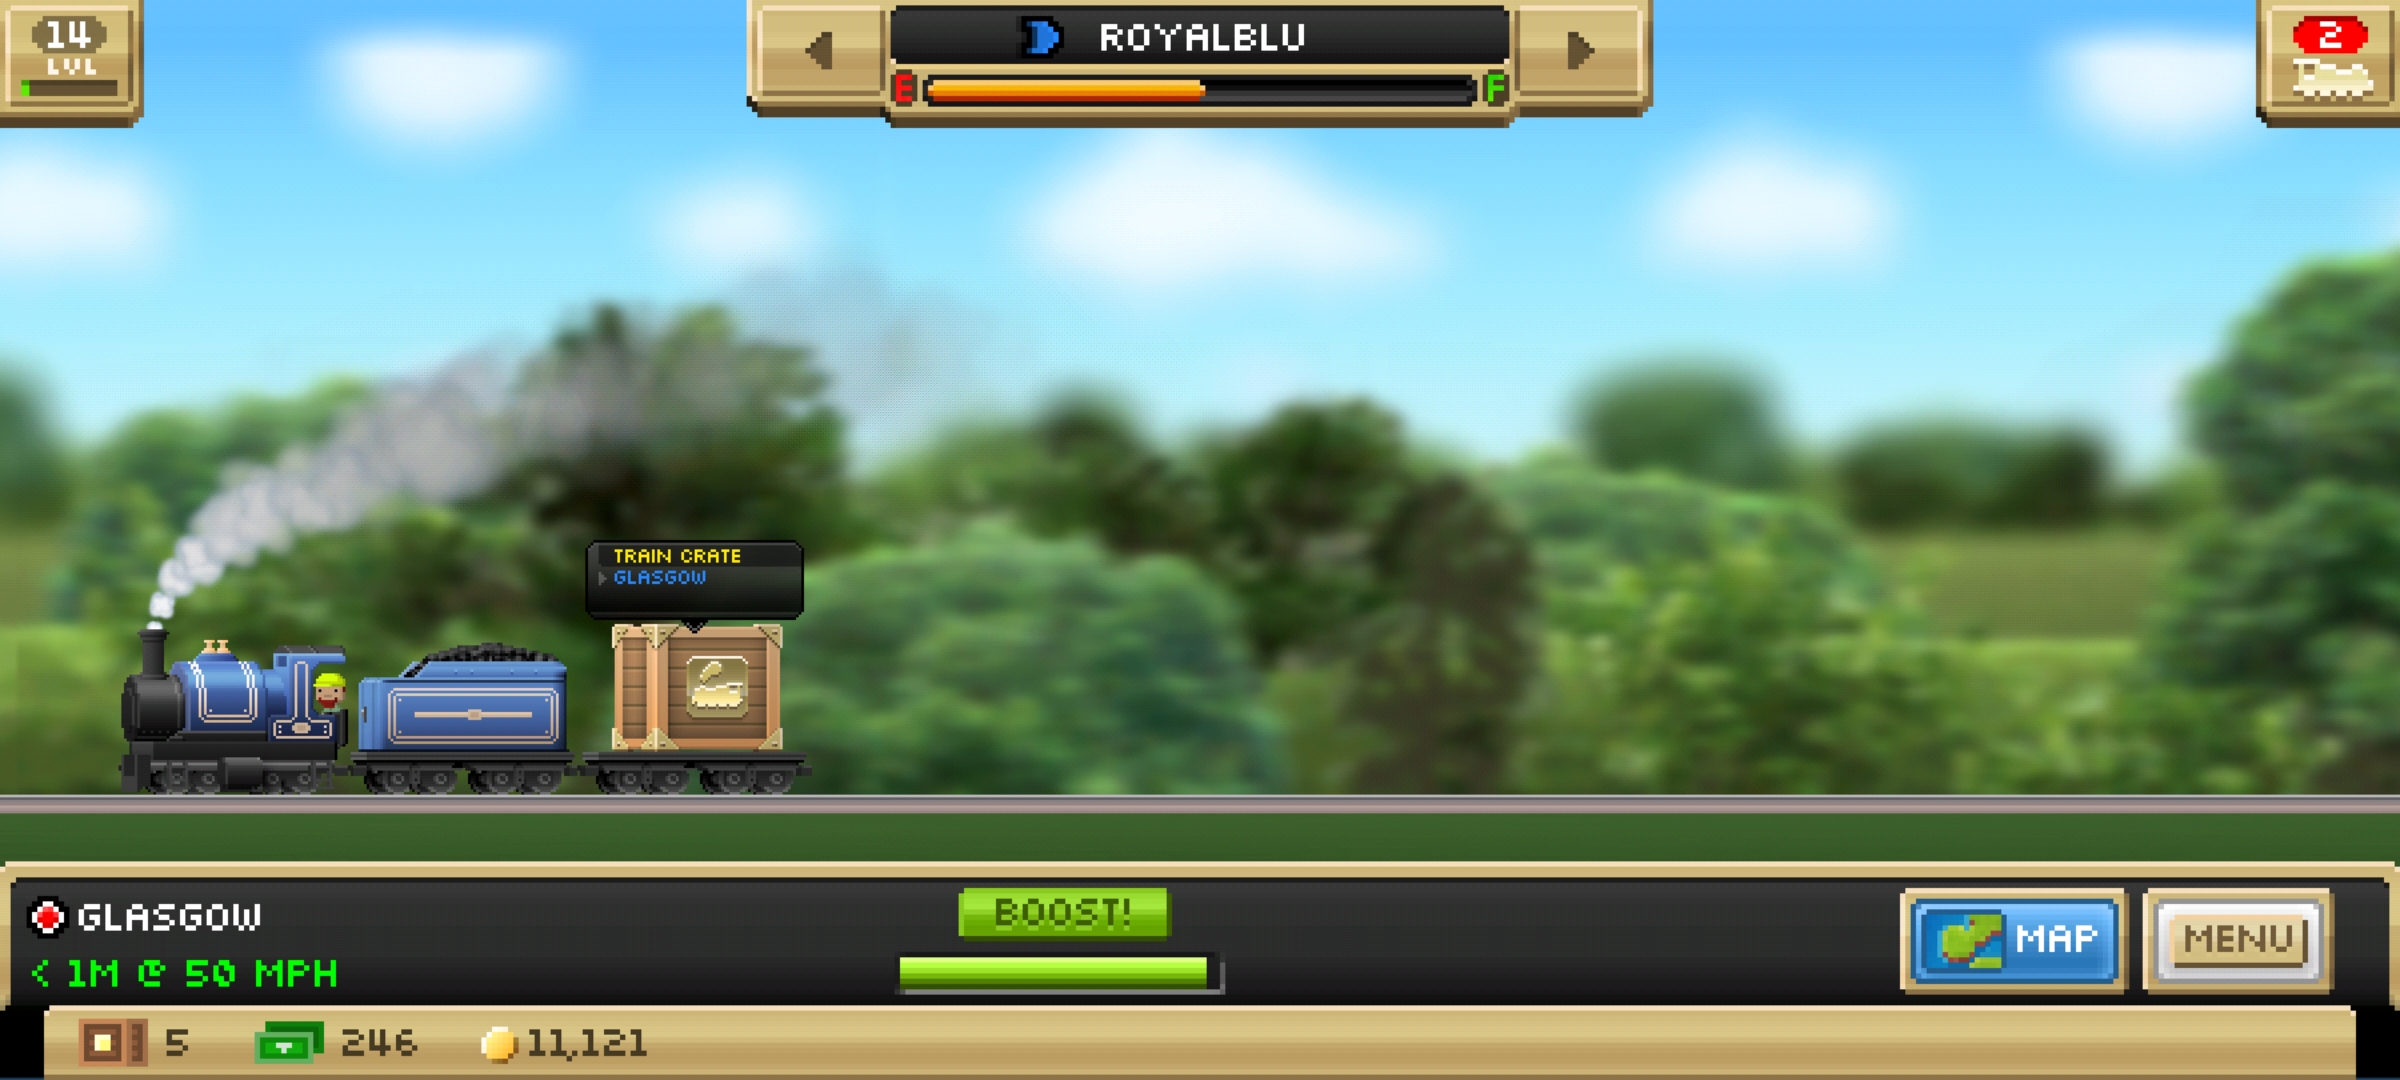 14
LVL
ROYALBLU
E F
2
TRAIN CRATE
GLASGOW
GLASGOW
BOOST!
< 1M @ 50 MPH
MAP
MENU
5 246 11,121